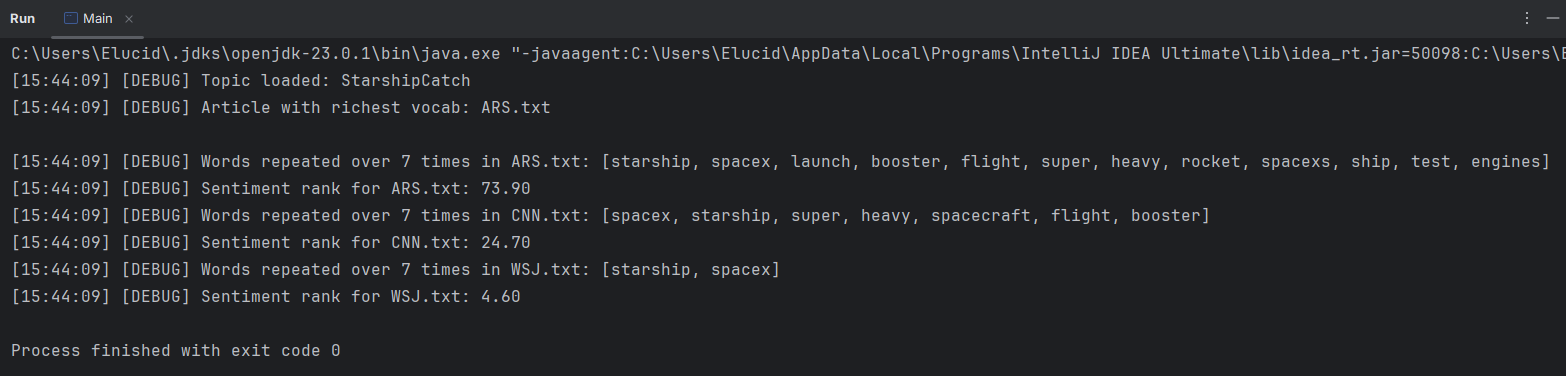 Run
Main
C:\Users\Elucid\.jdks\openjdk-23.0.1\bin\java.exe "-javaagent:C:\Users\Elucid\AppData\Local\Programs\IntelliJ IDEA Ultimate\lib\idea_rt.jar=50098:C:\Users\E
[15:44:09] [DEBUG] Topic loaded: StarshipCatch
[15:44:09] [DEBUG] Article with richest vocab: ARS.txt
[15:44:09] [DEBUG] Words repeated over 7 times in ARS.txt: [starship, spacex, launch, booster, flight, super, heavy, rocket, spacexs, ship, test, engines]
[15:44:09] [DEBUG] Sentiment rank for ARS.txt: 73.90
[15:44:09] [DEBUG] Words repeated over 7 times in CNN.txt: [spacex, starship, super, heavy, spacecraft, flight, booster]
[15:44:09] [DEBUG] Sentiment rank for CNN.txt: 24.70
[15:44:09] [DEBUG] Words repeated over 7 times in WSJ.txt: [starship, spacex]
[15:44:09] [DEBUG] Sentiment rank for WSJ.txt: 4.60
Process finished with exit code 0